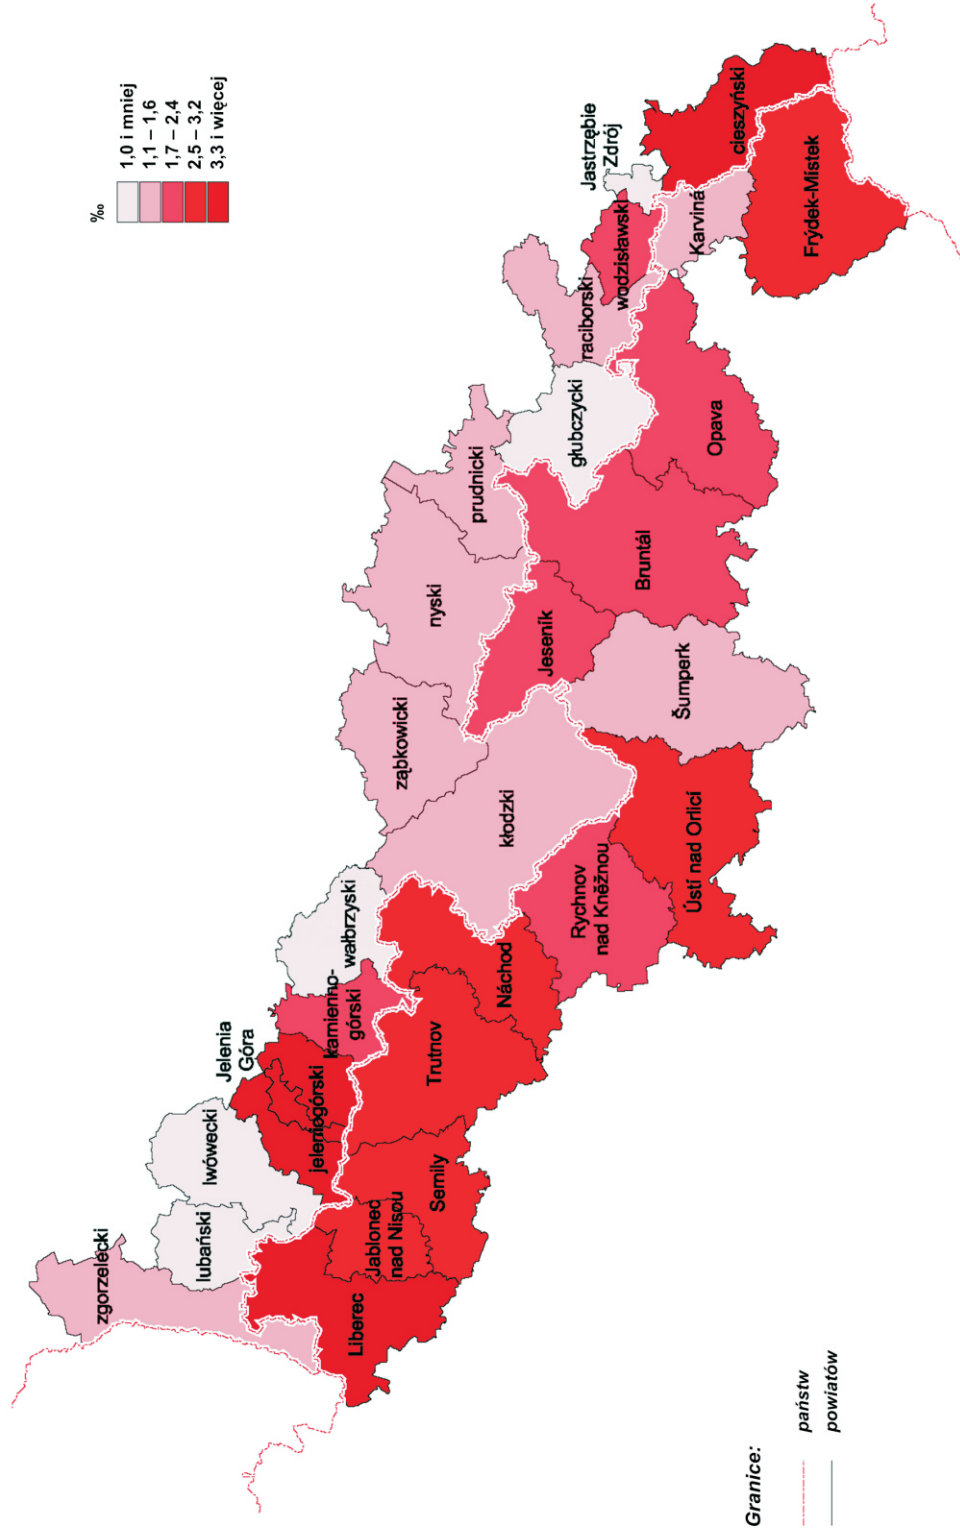 ‰
1,0 i mniej
1,1 – 1,6
1,7 – 2,4
2,5 – 3,2
3,3 i więcej
zgorzelecki
lubański
lwówecki
Jelenia
Góra
jeleniogórski
kamienno-
górski
wałbrzyski
Liberec
Jablonec
nad Nisou
Semily
Trutnov
Náchod
Rychnov
nad Kněžnou
Ústí nad Orlicí
kłodzki
ząbkowicki
nyski
prudnicki
Jeseník
Šumperk
Bruntál
głubczycki
Opava
raciborski
wodzisławski
Jastrzębie
Zdrój
Karviná
cieszyński
Frýdek-Mistek
Granice:
państw
powiatów